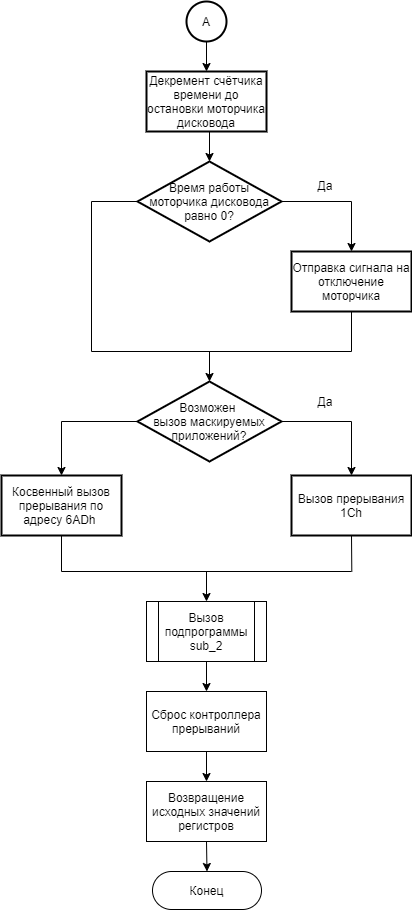 А
Декремент счётчика
времени до
остановки моторчика
дисковода
Время работы
моторчика дисковода
равно 0?
Да
Отправка сигнала на
отключение
моторчика
Возможен
вызов маскируемых
приложений?
Да
Косвенный вызов
прерывания по
адресу 6ADh
Вызов прерывания
1Ch
Вызов
подпрограммы
sub_2
Сброс контроллера
прерываний
Возвращение
исходных значений
регистров
Конец